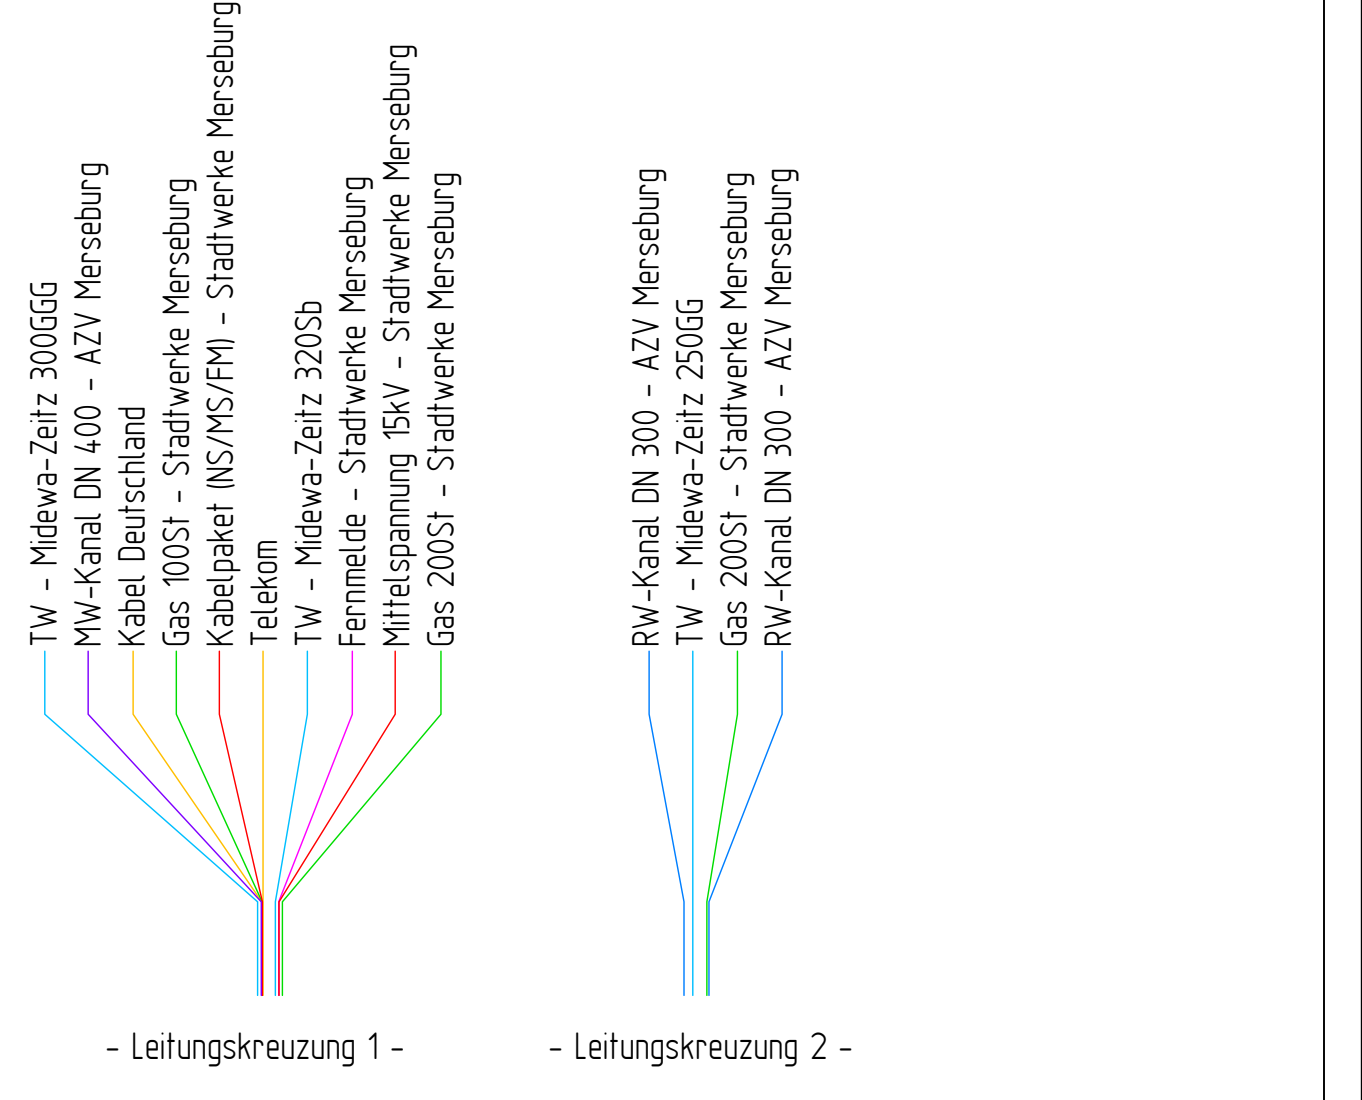 TW - Midewa-Zeitz 300GGG
MW-Kanal DN 400 - AZV Merseburg
Kabel Deutschland
Gas 100St - Stadtwerke Merseburg
Kabelpaket (NS/MS/FM) - Stadtwerke Merseburg
Telekom
TW - Midewa-Zeitz 320Sb
Fernmelde - Stadtwerke Merseburg
Mittelspannung 15kV - Stadtwerke Merseburg
Gas 200St - Stadtwerke Merseburg
RW-Kanal DN 300 - AZV Merseburg
TW - Midewa-Zeitz 250GG
Gas 200St - Stadtwerke Merseburg
RW-Kanal DN 300 - AZV Merseburg
- Leitungskreuzung 1 -
- Leitungskreuzung 2 -